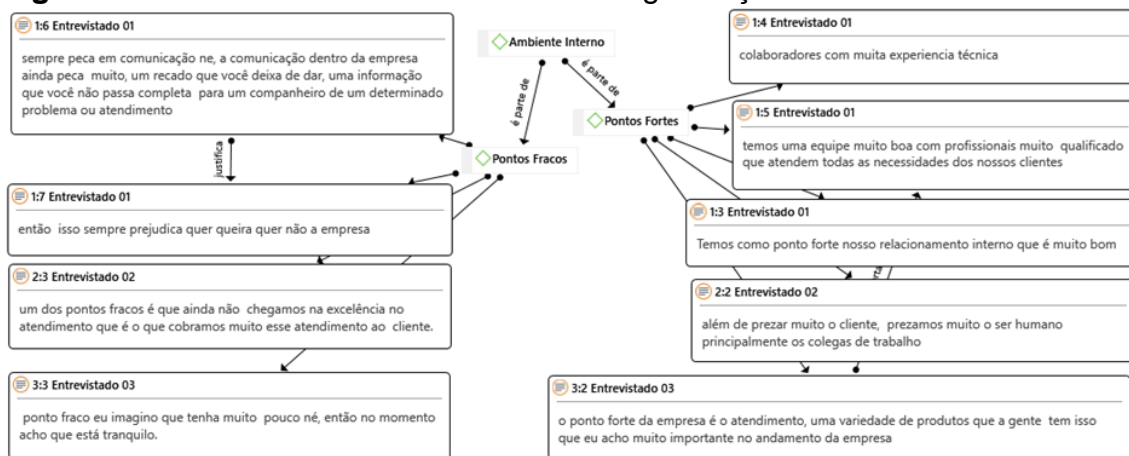 1:6 Entrevistado 01
sempre peca em comunicação ne, a comunicação dentro da empresa
ainda peca muito, um recado que você deixa de dar, uma informação
que você não passa completa para um companheiro de um determinado
problema ou atendimento
justifica
1:7 Entrevistado 01
então isso sempre prejudica quer queira quer não a empresa
2:3 Entrevistado 02
um dos pontos fracos é que ainda não chegamos na excelência no
atendimento que é o que cobramos muito esse atendimento ao cliente.
3:3 Entrevistado 03
ponto fraco eu imagino que tenha muito pouco né, então no momento
acho que está tranquilo.
Ambiente Interno
é parte de
é parte de
Pontos Fortes
Pontos Fracos
1:4 Entrevistado 01
colaboradores com muita experiencia técnica
1:5 Entrevistado 01
temos uma equipe muito boa com profissionais muito qualificado
que atendem todas as necessidades dos nossos clientes
1:3 Entrevistado 01
Temos como ponto forte nosso relacionamento interno que é muito bom
2:2 Entrevistado 02
além de prezar muito o cliente, prezamos muito o ser humano
principalmente os colegas de trabalho
3:2 Entrevistado 03
o ponto forte da empresa é o atendimento, uma variedade de produtos que a gente tem isso
que eu acho muito importante no andamento da empresa